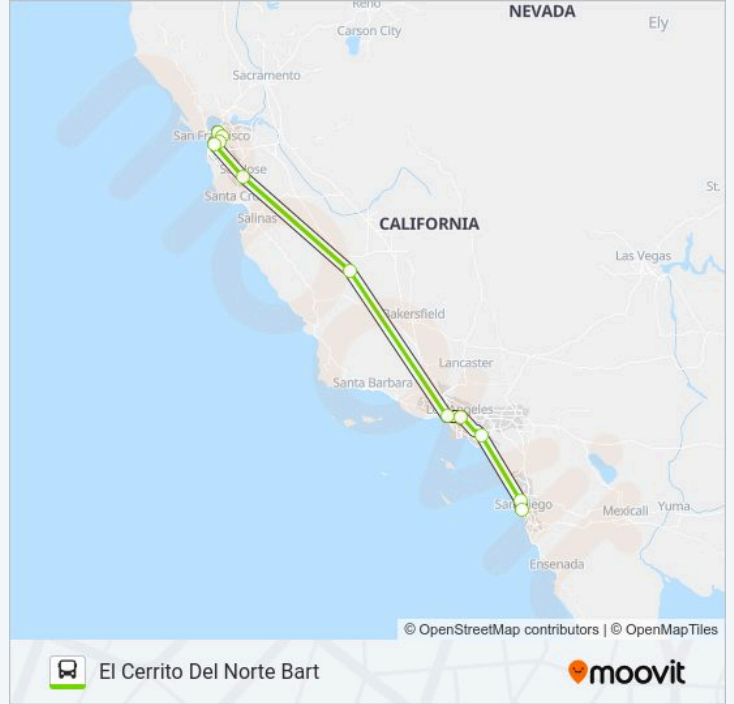 Reno
NEVADA
Carson City
Ely
Sacramento
San Francisco
San Jose
Santa Cruz
St.
Salinas
CALIFORNIA
Las Vegas
Bakersfield
Lancaster
Santa Barbara
Los Angeles
San Diego
Mexicali
Yuma
Ensenada
© OpenStreetMap contributors | © OpenMapTiles
El Cerrito Del Norte Bart
moovit